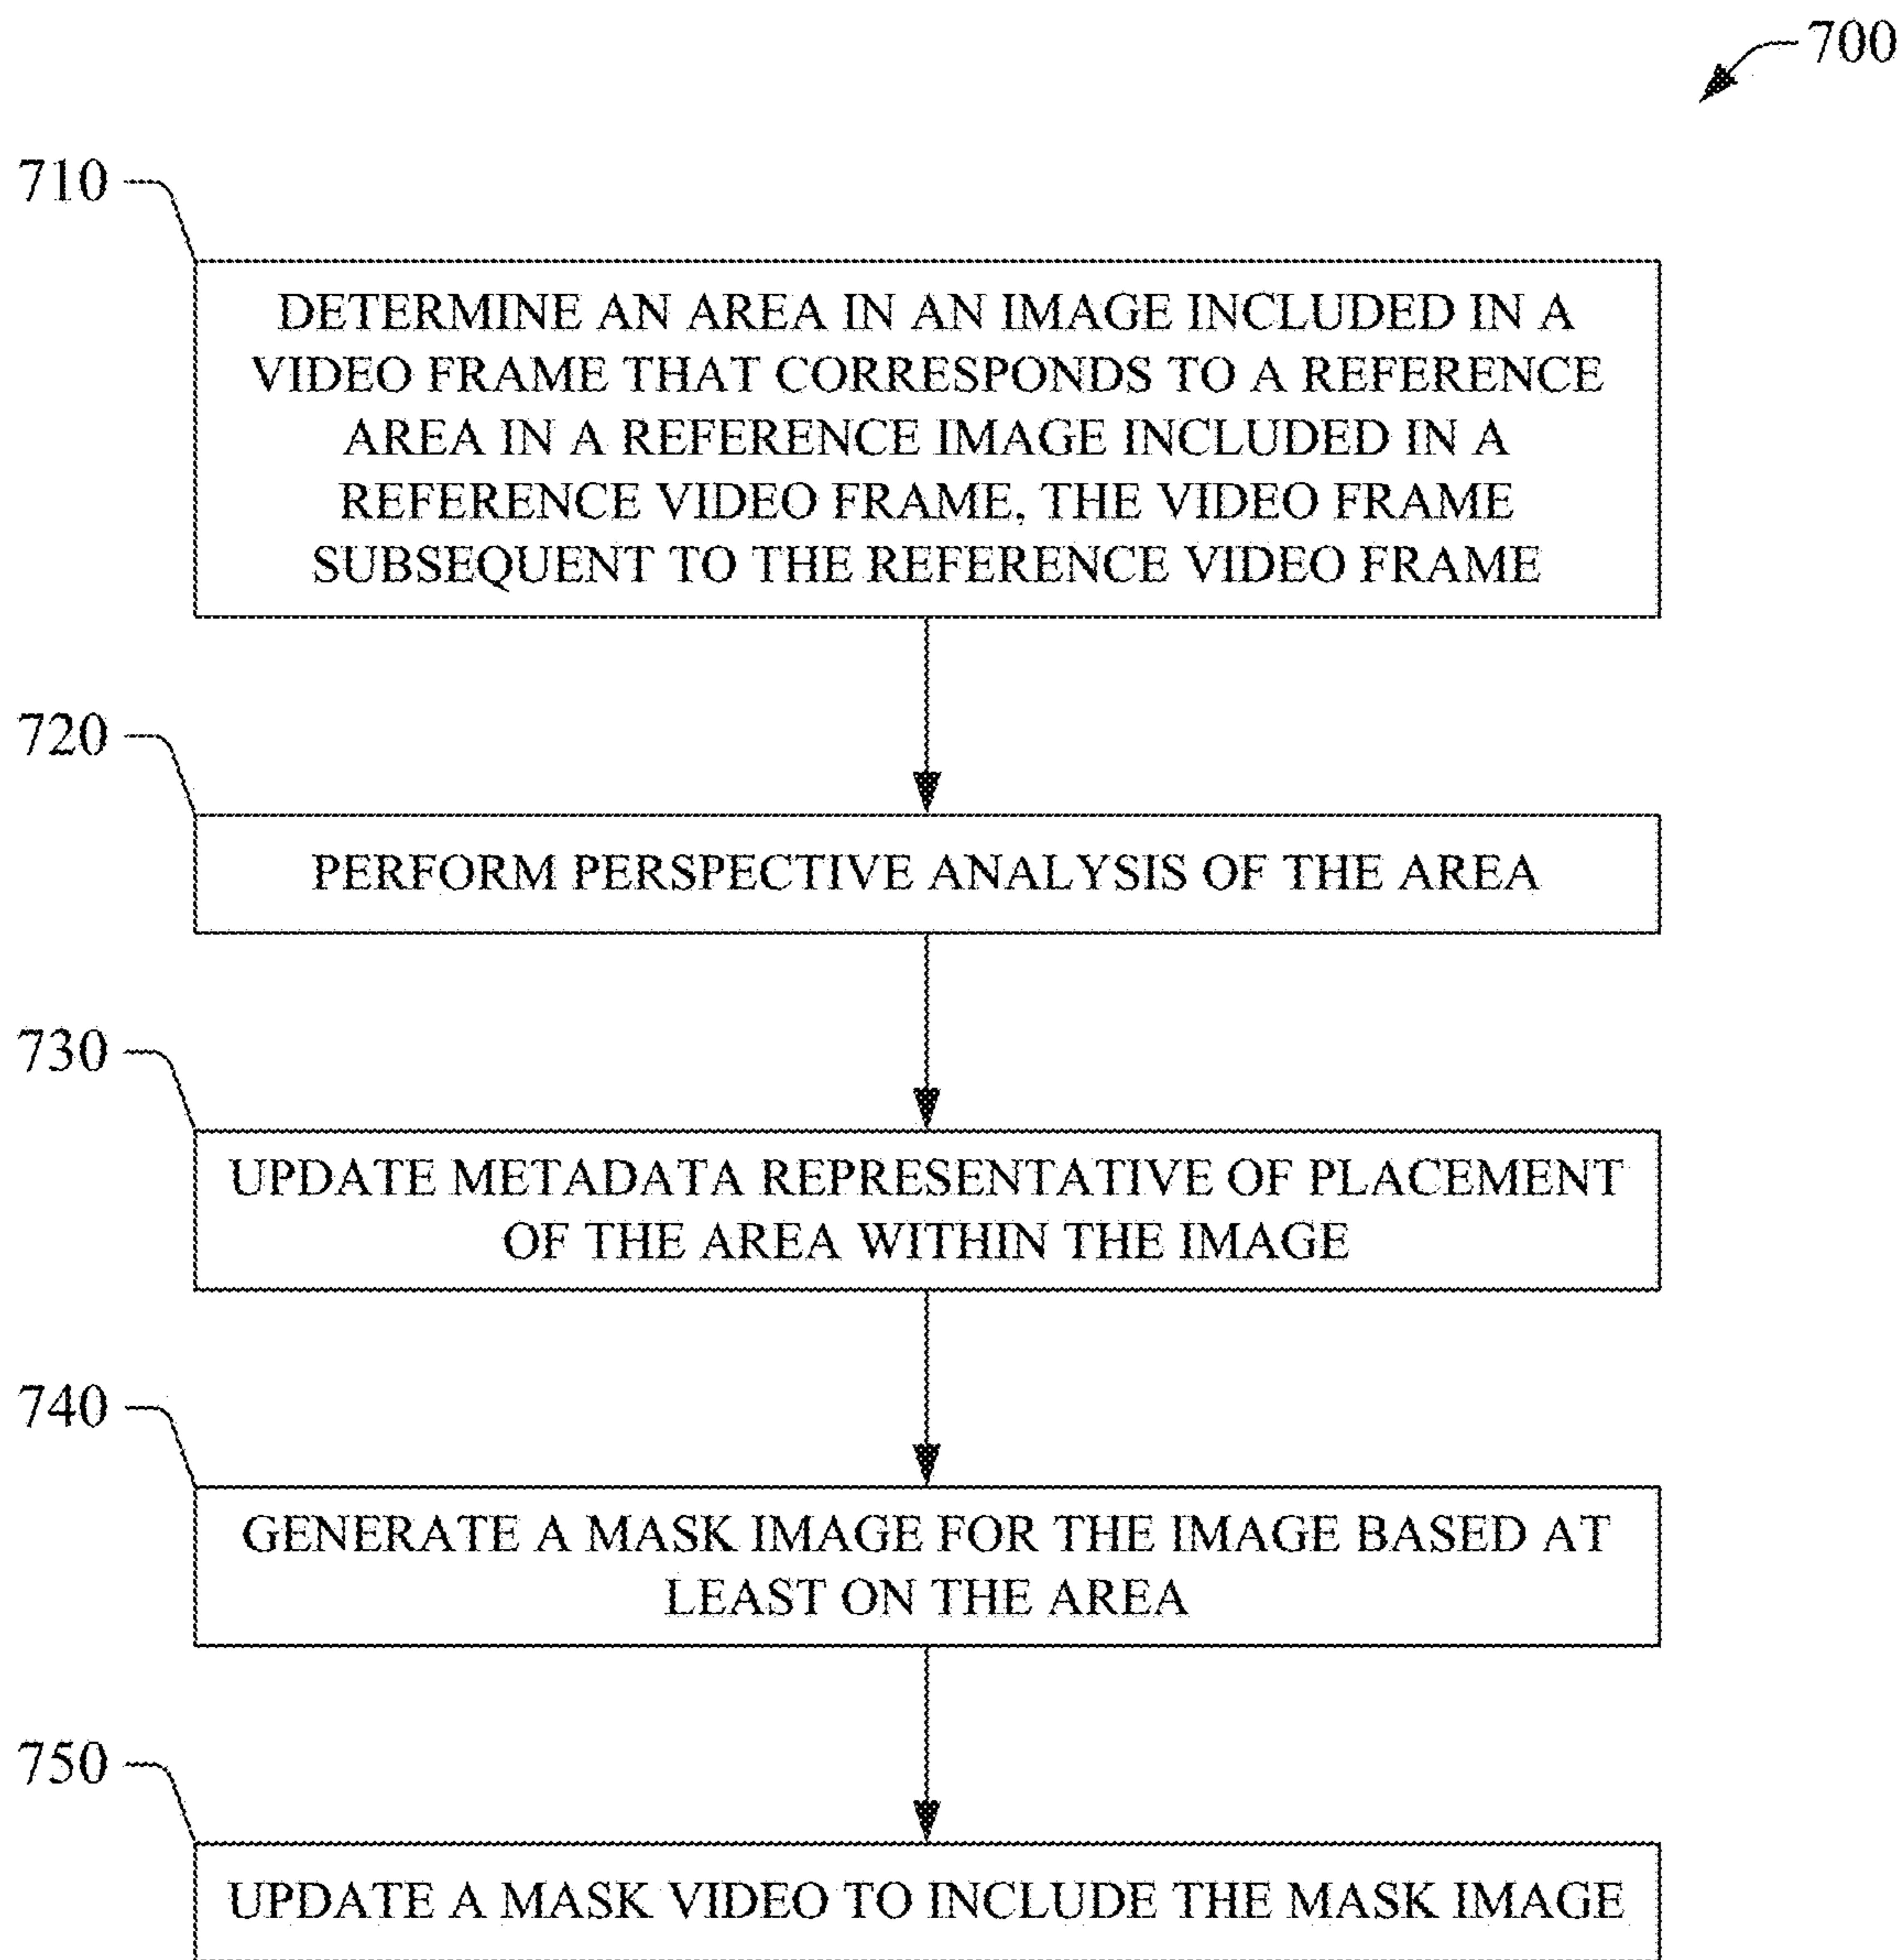 700
710
DETERMINE AN AREA IN AN IMAGE INCLUDED IN A
VIDEO FRAME THAT CORRESPONDS TO A REFERENCE
AREA IN A REFERENCE IMAGE INCLUDED IN A
REFERENCE VIDEO FRAME, THE VIDEO FRAME
SUBSEQUENT TO THE REFERENCE VIDEO FRAME
720
PERFORM PERSPECTIVE ANALYSIS OF THE AREA
730
UPDATE METADATA REPRESENTATIVE OF PLACEMENT
OF THE AREA WITHIN THE IMAGE
740
GENERATE A MASK IMAGE FOR THE IMAGE BASED AT
LEAST ON THE AREA
750
UPDATE A MASK VIDEO TO INCLUDE THE MASK IMAGE